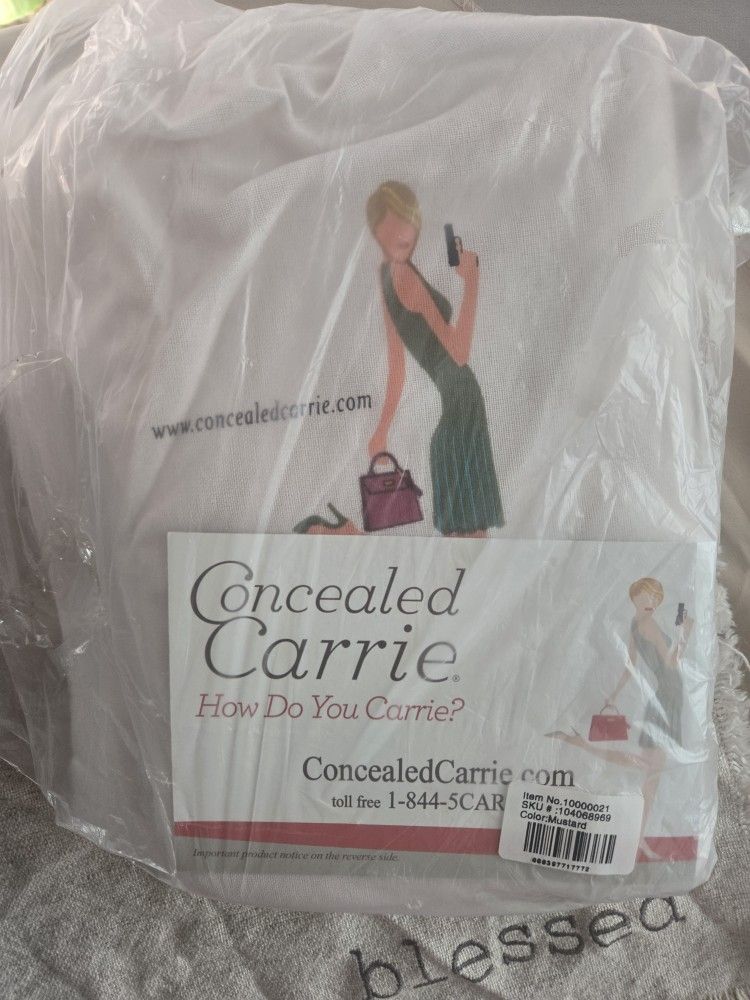 www.concealedcarrie.com
Concealed
Carrie®
How Do You Carrie?
ConcealedCarrie.com
toll free 1-844-5CAR
Item No.10000021
SKU # :104068969
Color:Mustard
Important product notice on the reverse side.
blessed